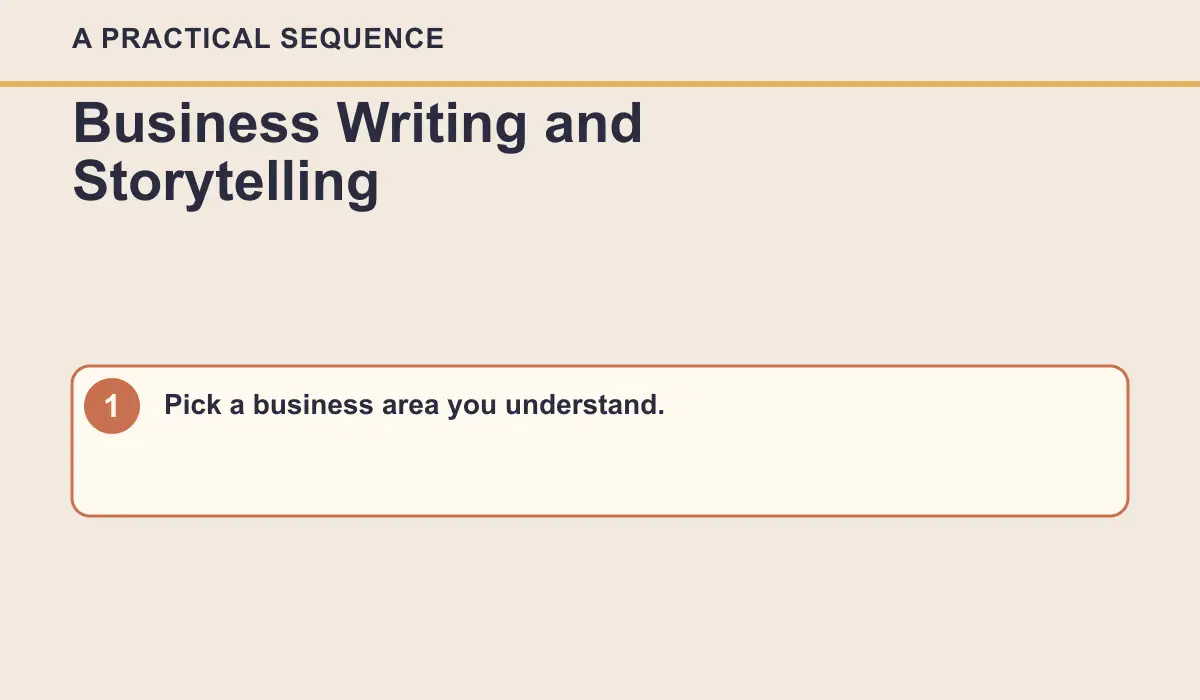 A PRACTICAL SEQUENCE
Business Writing and
Storytelling
1
Pick a business area you understand.